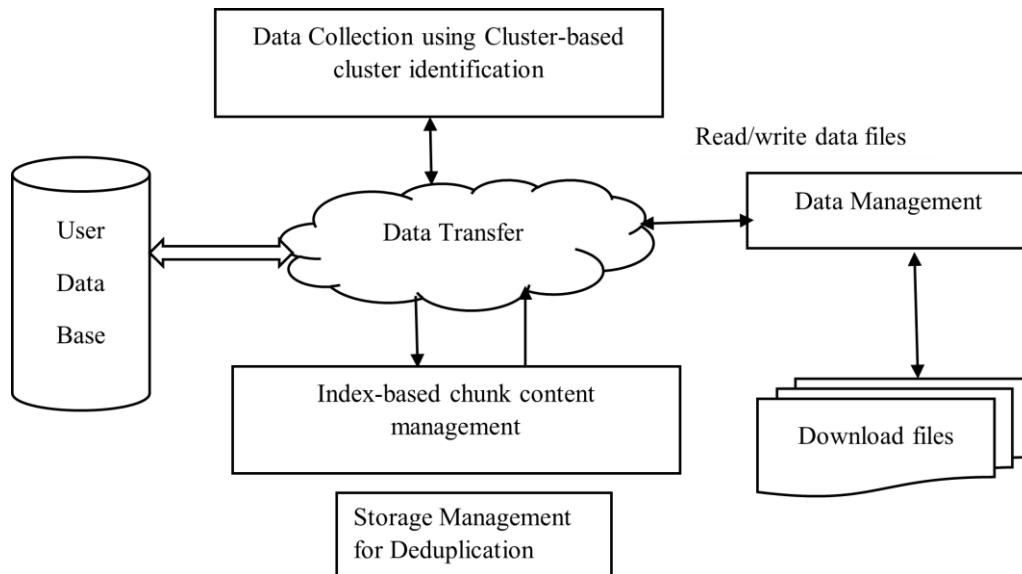 Data Collection using Cluster-based
cluster identification
Read/write data files
User
Data
Base
Data Transfer
Data Management
Index-based chunk content
management
Download files
Storage Management
for Deduplication